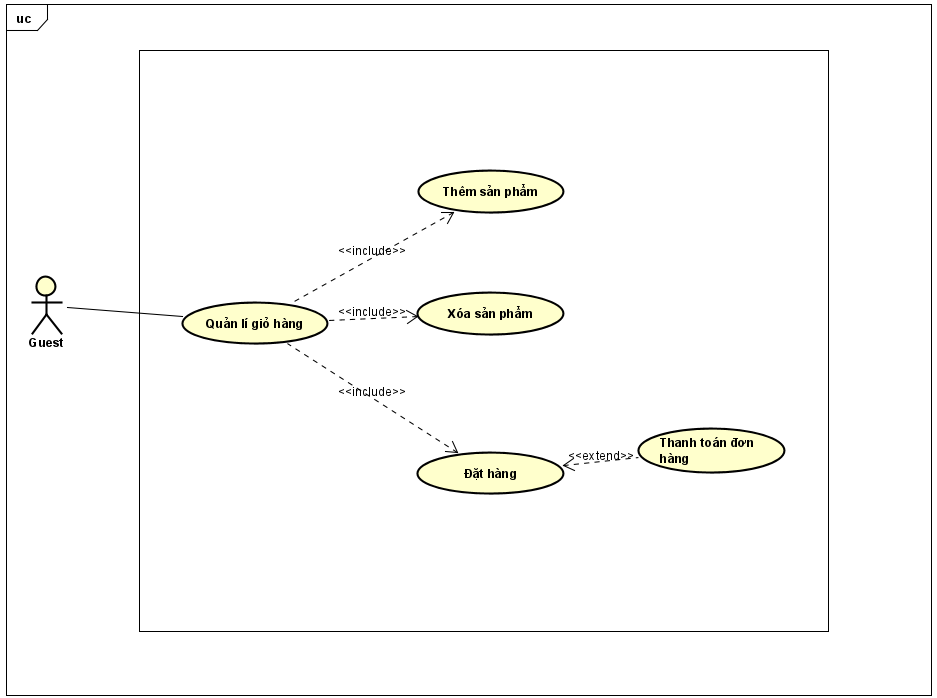 uc
Thêm sản phẩm
<<include>>
Quản lí giỏ hàng
<<include>>
Xóa sản phẩm
Guest
<<include>>
Đặt hàng
<<extend>>
Thanh toán đơn
hàng